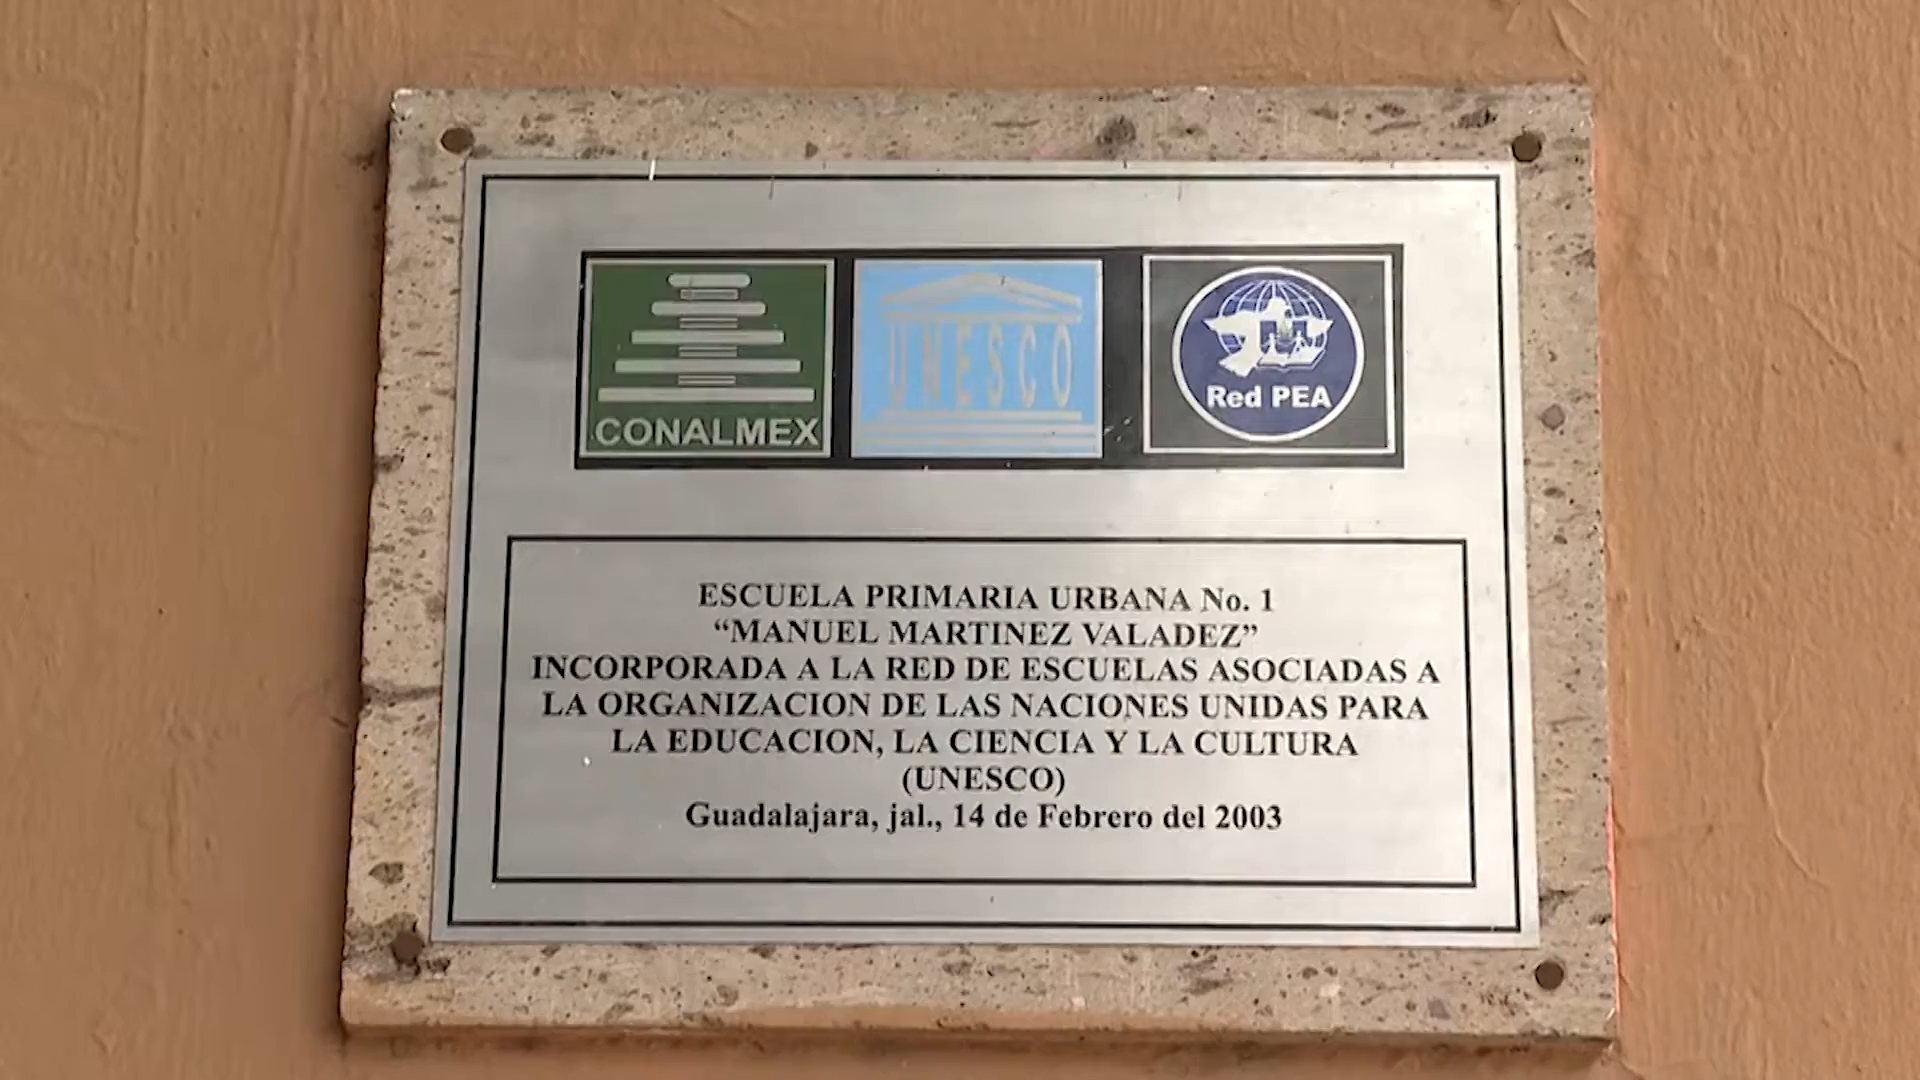 CONALMEX
UNESCO
Red PEA
ESCUELA PRIMARIA URBANA No. 1
“MANUEL MARTINEZ VALADEZ”
INCORPORADA A LA RED DE ESCUELAS ASOCIADAS A
LA ORGANIZACION DE LAS NACIONES UNIDAS PARA
LA EDUCACION, LA CIENCIA Y LA CULTURA
(UNESCO)
Guadalajara, jal., 14 de Febrero del 2003